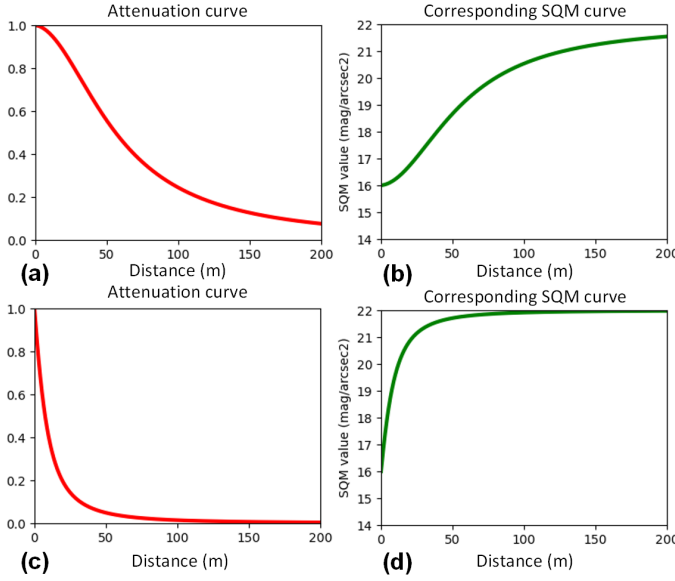 Attenuation curve
1.0
0.8
0.6
0.4
0.2
0.0
0 50 100 150 200
(a) Distance (m)
Corresponding SQM curve
SQM value (mag/arcsec2)
22
21
20
19
18
17
16
15
14
0 50 100 150 200
(b) Distance (m)
Attenuation curve
1.0
0.8
0.6
0.4
0.2
0.0
0 50 100 150 200
(c) Distance (m)
Corresponding SQM curve
SQM value (mag/arcsec2)
22
21
20
19
18
17
16
15
14
0 50 100 150 200
(d) Distance (m)